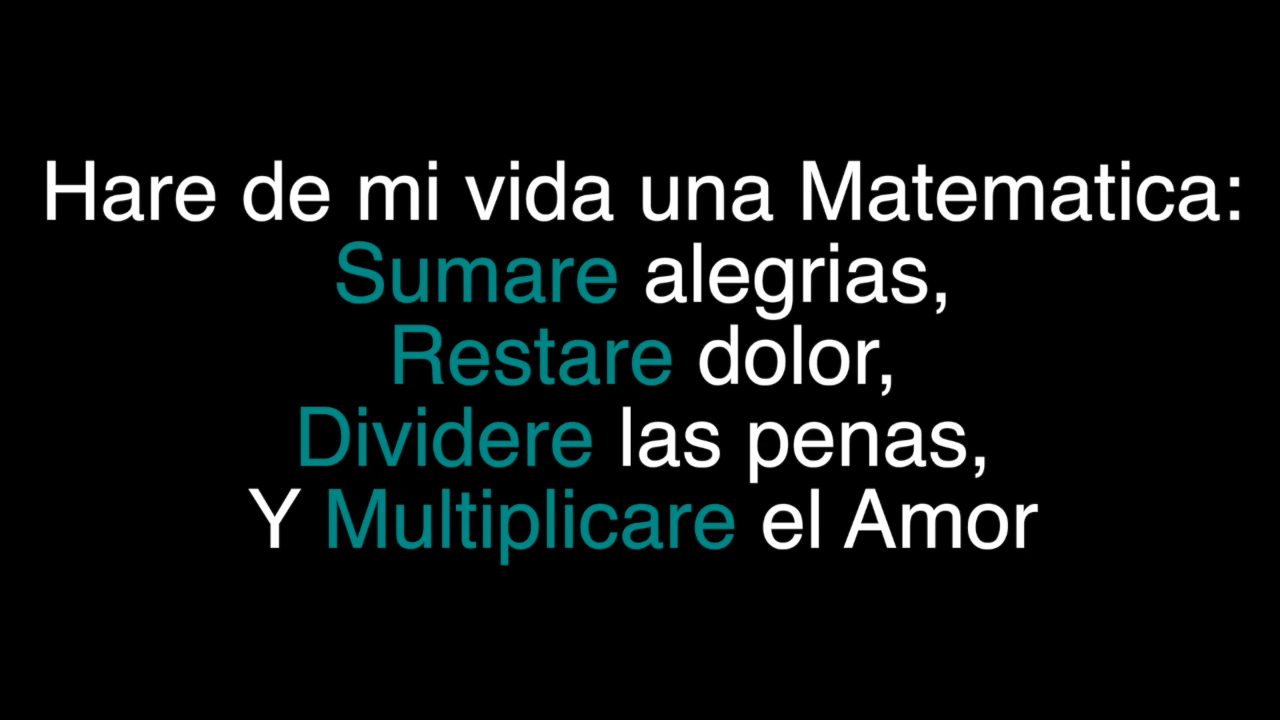 Hare de mi vida una Matematica:
Sumare alegrias,
Restare dolor,
Dividere las penas,
Y Multiplicare el Amor